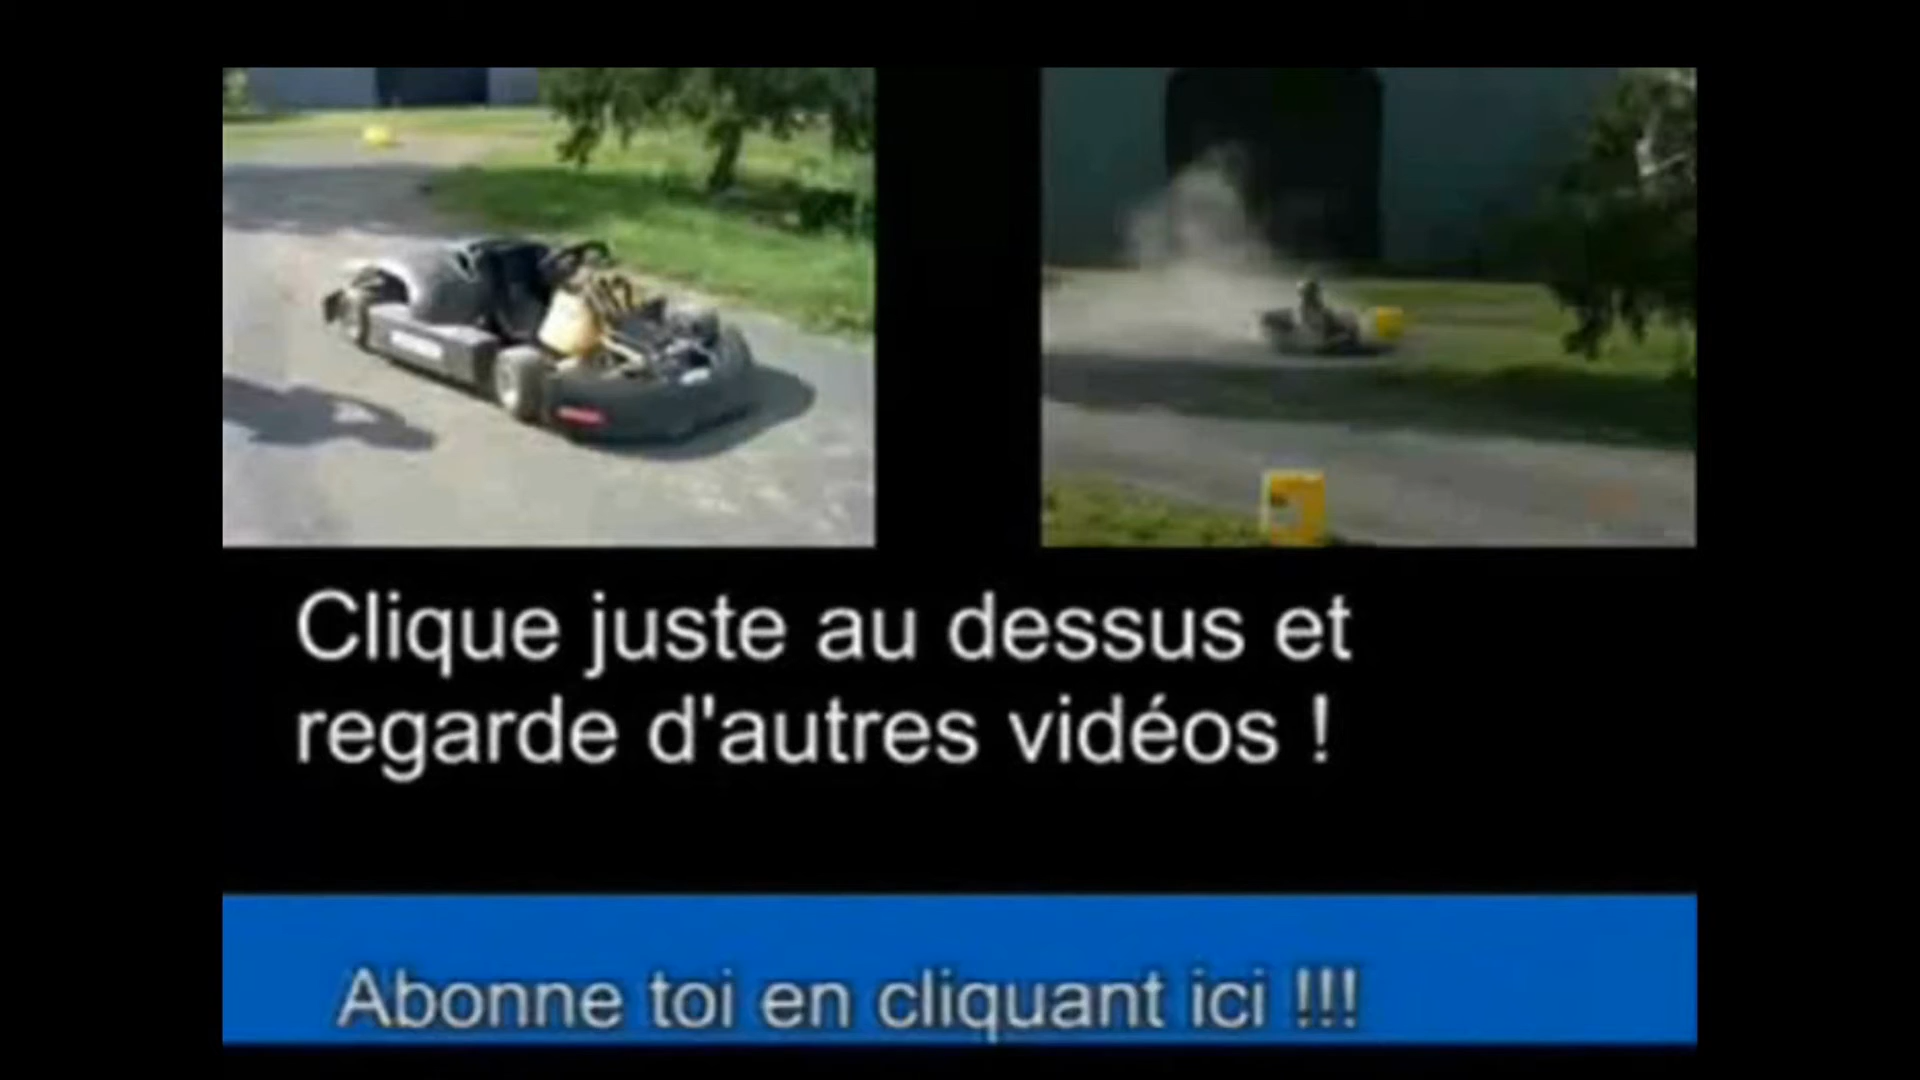 Clique juste au dessus et
regarde d'autres vidéos !
Abonne toi en cliquant ici !!!